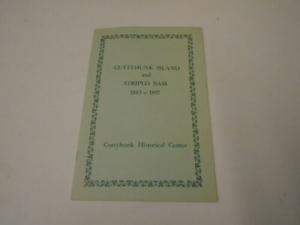 CUTTYHUNK ISLAND
and
STRIPED BASS
Cuttyhunk Historical Center